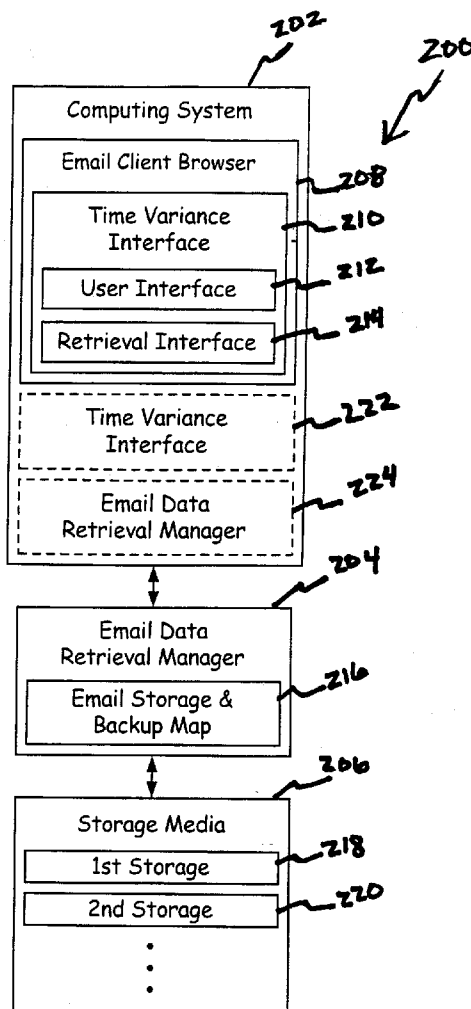 202
200
Computing System
Email Client Browser
208
Time Variance
Interface
210
User Interface
212
Retrieval Interface
214
Time Variance
Interface
222
Email Data
Retrieval Manager
224
204
Email Data
Retrieval Manager
Email Storage &
Backup Map
216
206
Storage Media
1st Storage
218
2nd Storage
220